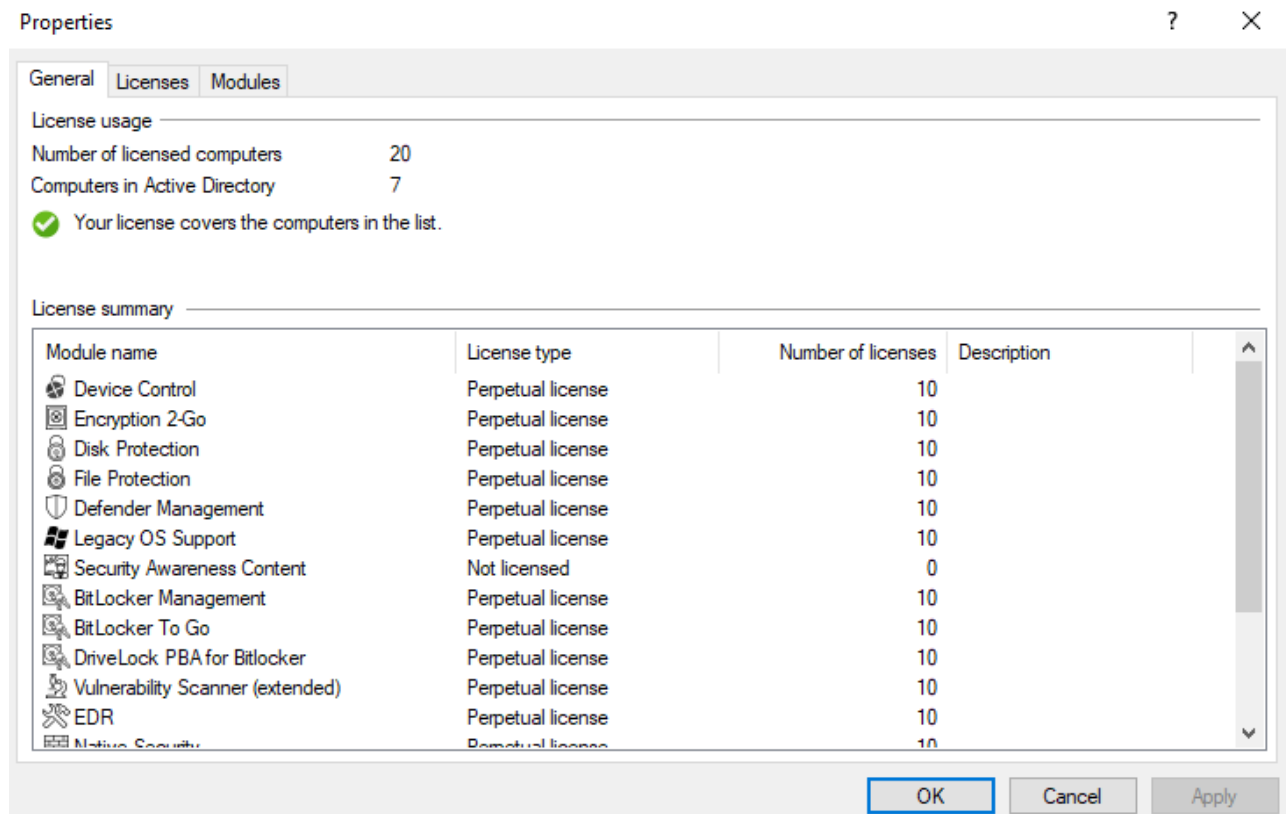 Properties ? ×
General Licenses Modules
License usage
Number of licensed computers 20
Computers in Active Directory 7
Your license covers the computers in the list.
License summary
Module name License type Number of licenses Description
Device Control Perpetual license 10
Encryption 2-Go Perpetual license 10
Disk Protection Perpetual license 10
File Protection Perpetual license 10
Defender Management Perpetual license 10
Legacy OS Support Perpetual license 10
Security Awareness Content Not licensed 0
BitLocker Management Perpetual license 10
BitLocker To Go Perpetual license 10
DriveLock PBA for Bitlocker Perpetual license 10
Vulnerability Scanner (extended) Perpetual license 10
EDR Perpetual license 10
Native Security Perpetual license 10
OK Cancel Apply